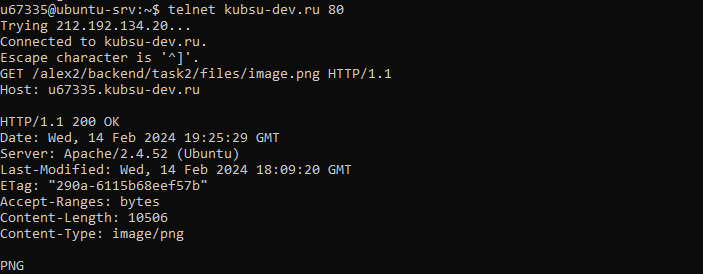 u67335@ubuntu-srv:~$ telnet kubsu-dev.ru 80
Trying 212.192.134.20...
Connected to kubsu-dev.ru.
Escape character is '^]'.
GET /alex2/backend/task2/files/image.png HTTP/1.1
Host: u67335.kubsu-dev.ru

HTTP/1.1 200 OK
Date: Wed, 14 Feb 2024 19:25:29 GMT
Server: Apache/2.4.52 (Ubuntu)
Last-Modified: Wed, 14 Feb 2024 18:09:20 GMT
ETag: "290a-6115b68eef57b"
Accept-Ranges: bytes
Content-Length: 10506
Content-Type: image/png

PNG